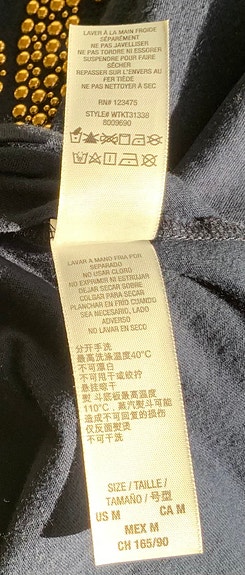 LAVER À LA MAIN FROIDE
SÉPARÉMENT
NE PAS JAVELLISER
NE PAS TORDRE NI ESSORER
SUSPENDRE POUR FAIRE
SÉCHER
REPASSER SUR L'ENVERS AU
FER TIÈDE
NE PAS NETTOYER À SEC
RN# 123475
STYLE# WTKT31338
8009690
LAVAR A MANO FRIA POR
SEPARADO
NO USAR CLORO
NO EXPRIMIR NI ESTRUJAR
DEJAR SECAR SOBRE
COLGAR PARA SECAR
PLANCHAR EN FRIO CUANDO
SEA NECESARIO, LADO
ADVERSO
NO LAVAR EN SECO
分开手洗
最高洗涤温度40°C
不可漂白
不可甩干或拧
悬挂晾干
熨斗底板最高温度
110°C，蒸汽熨斗可能
造成不可回复的损伤
仅反面熨烫
不可干洗
SIZE / TAILLE /
TAMAÑO / 号型
US M CA M
MEX M
CH 165/90